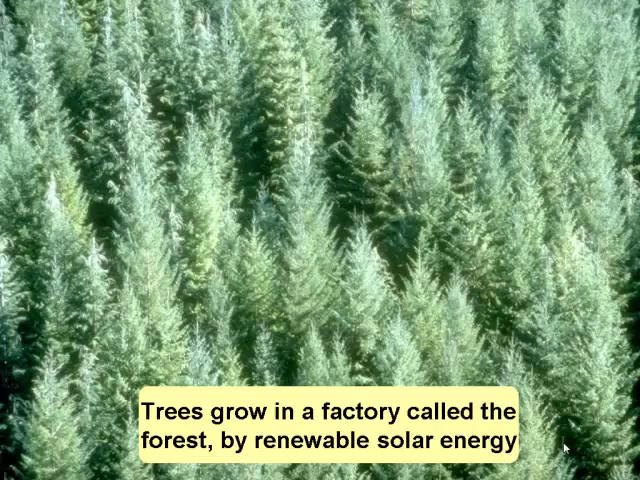 Trees grow in a factory called the
forest, by renewable solar energy